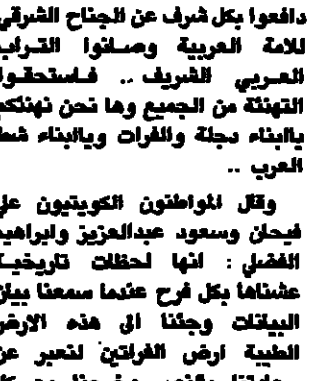 دافعوا بكل شرف عن الجناح الشرقي
للامة العربية وصانوا التراب
العربي الشريف .. فاستحقوا
التهنئة من الجميع وها نحن نهنئكم
ياابناء دجلة والفرات وياابناء شط
العرب ..
وقال المواطنون الكويتيون علي
فيحان وسعود عبدالعزيز وابراهيم
الفضلي : انها لحظات تاريخية
عشناها بكل فرح عندما سمعنا بيان
البيانات وجئنا الى هذه الارض
الطيبة ارض الفراتين لنعبر عن